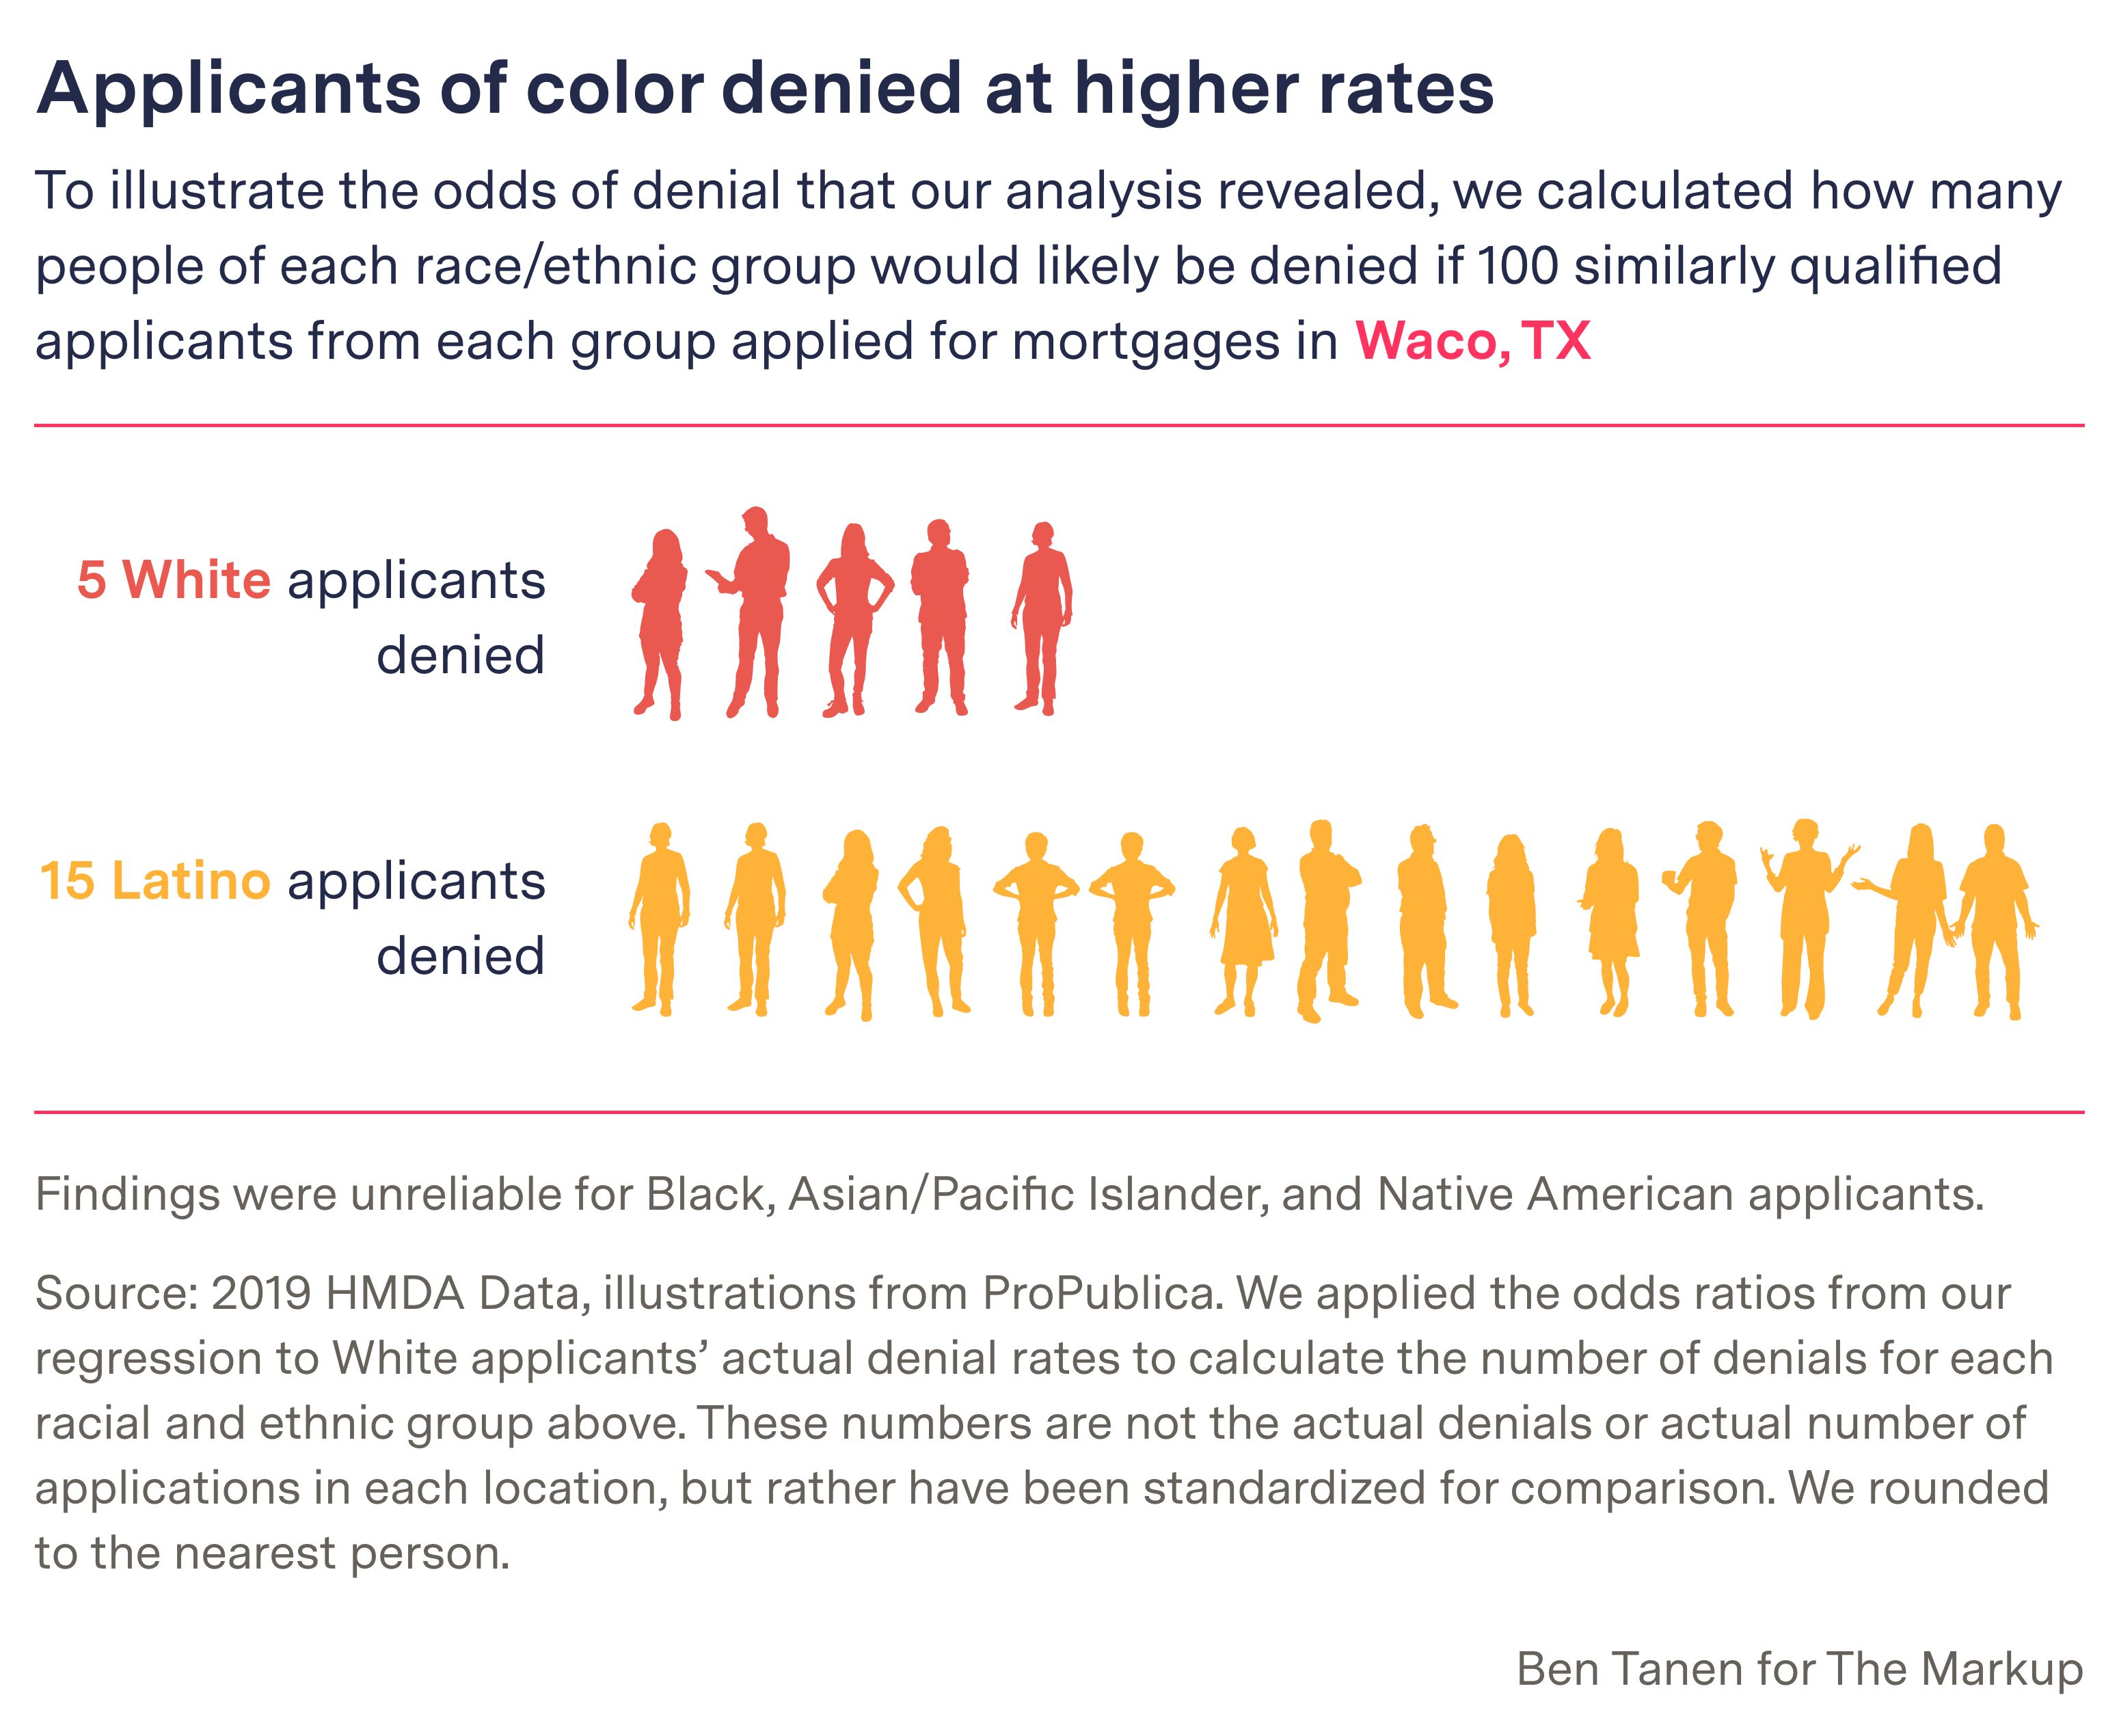 Applicants of color denied at higher rates
To illustrate the odds of denial that our analysis revealed, we calculated how many
people of each race/ethnic group would likely be denied if 100 similarly qualified
applicants from each group applied for mortgages in Waco, TX
5 White applicants
denied
15 Latino applicants
denied
Findings were unreliable for Black, Asian/Pacific Islander, and Native American applicants.
Source: 2019 HMDA Data, illustrations from ProPublica. We applied the odds ratios from our
regression to White applicants’ actual denial rates to calculate the number of denials for each
racial and ethnic group above. These numbers are not the actual denials or actual number of
applications in each location, but rather have been standardized for comparison. We rounded
to the nearest person.
Ben Tanen for The Markup